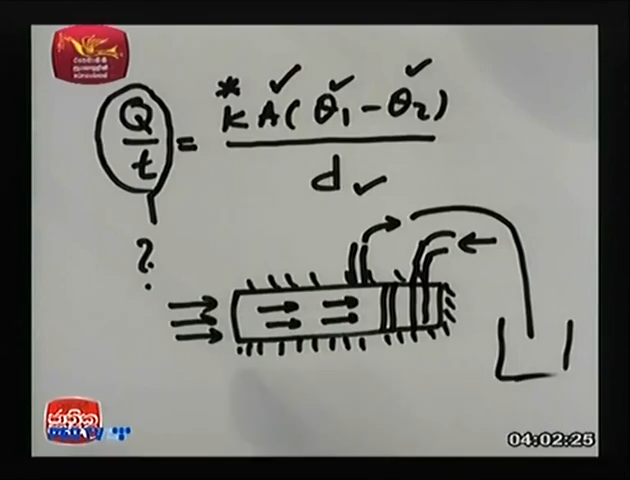 * ✓ ✓ ✓
Q/t = KA(θ₁ - θ₂)/d ✓
?
ජාතික
04:02:25